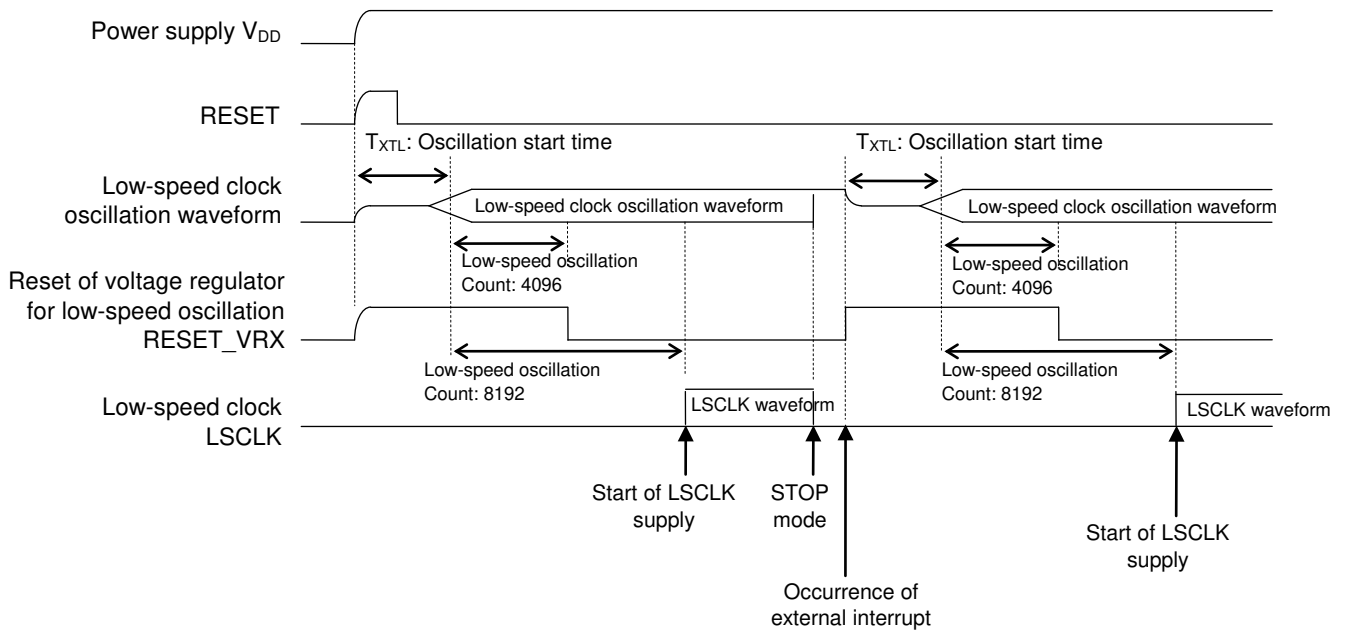 Power supply VDD
RESET
TXTL: Oscillation start time
TXTL: Oscillation start time
Low-speed clock
oscillation waveform
Low-speed clock oscillation waveform
Low-speed clock oscillation waveform
Low-speed oscillation
Count: 4096
Low-speed oscillation
Count: 4096
Reset of voltage regulator
for low-speed oscillation
RESET_VRX
Low-speed oscillation
Count: 8192
Low-speed oscillation
Count: 8192
Low-speed clock
LSCLK
LSCLK waveform
LSCLK waveform
Start of LSCLK
supply
STOP
mode
Start of LSCLK
supply
Occurrence of
external interrupt